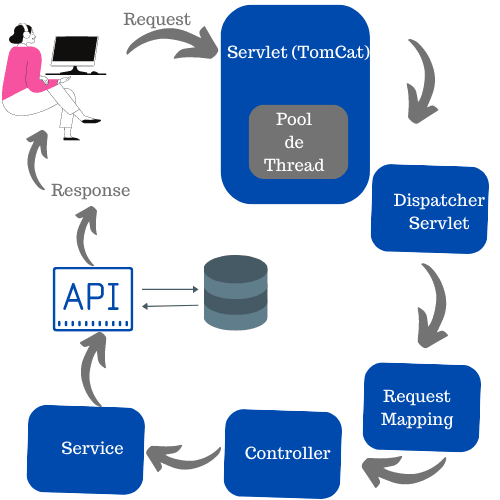 Request
Servlet (TomCat)
Pool
de
Thread
Dispatcher
Servlet
Request
Mapping
Controller
Service
API
Response